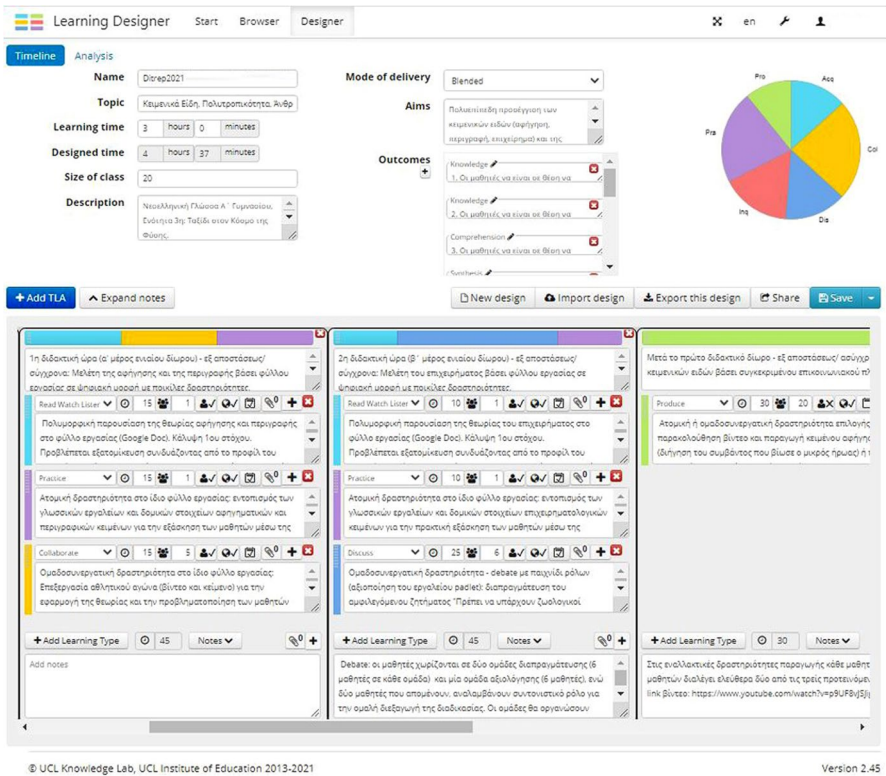 Learning Designer Start Browser Designer en
Timeline Analysis
Name Ditrep2021
Topic Κειμενικά Είδη, Πολυτροπικότητα, Άνθρ
Learning time 3 hours 0 minutes
Designed time 4 hours 37 minutes
Size of class 20
Description Νεοελληνική Γλώσσα Α΄ Γυμνασίου,
Ενότητα 3η: Ταξίδι στον Κόσμο της
Φύσης.
Mode of delivery Blended
Aims Πολυεπίπεδη προσέγγιση των
κειμενικών ειδών (αφήγηση,
περιγραφή, επιχείρημα) και της
Outcomes
Knowledge
1. Οι μαθητές να είναι σε θέση να
Knowledge
2. Οι μαθητές να είναι σε θέση να
Comprehension
3. Οι μαθητές να είναι σε θέση να
Synthesis
Pro Acq
Pra Col
Inq Dis
+ Add TLA Expand notes New design Import design Export this design Share Save
1η διδακτική ώρα (α' μέρος ενιαίου δίωρου) - εξ αποστάσεως/
σύγχρονα: Μελέτη της αφήγησης και της περιγραφής βάσει φύλλου
εργασίας σε ψηφιακή μορφή με ποικίλες δραστηριότητες.
Read Watch Lister 15 1 0
Πολυμορφική παρουσίαση της θεωρίας αφήγησης και περιγραφής
στο φύλλο εργασίας (Google Doc). Κάλυψη 1ου στόχου.
Προβλέπεται εξατομίκευση συνδυάζοντας από το προφίλ του
Practice 15 1 0
Ατομική δραστηριότητα στο ίδιο φύλλο εργασίας: εντοπισμός των
γλωσσικών εργαλείων και δομικών στοιχείων αφηγηματικών και
περιγραφικών κειμένων για την εξάσκηση των μαθητών μέσω της
Collaborate 15 5 0
Ομαδοσυνεργατική δραστηριότητα στο ίδιο φύλλο εργασίας:
Επεξεργασία αθλητικού αγώνα (βίντεο και κείμενο) για την
εφαρμογή της θεωρίας και την προβληματοποίηση των μαθητών
+ Add Learning Type 45 Notes 0
Add notes
2η διδακτική ώρα (β΄ μέρος ενιαίου δίωρου) - εξ αποστάσεως/
σύγχρονα: Μελέτη του επιχειρήματος βάσει φύλλου εργασίας σε
ψηφιακή μορφή με ποικίλες δραστηριότητες.
Read Watch Lister 10 1 0
Πολυμορφική παρουσίαση της θεωρίας του επιχειρήματος στο
φύλλο εργασίας (Google Doc). Κάλυψη 1ου στόχου.
Προβλέπεται εξατομίκευση συνδυάζοντας από το προφίλ του
Practice 10 1 0
Ατομική δραστηριότητα στο ίδιο φύλλο εργασίας: εντοπισμός των
γλωσσικών εργαλείων και δομικών στοιχείων επιχειρηματολογικών
κειμένων για την πρακτική εξάσκηση των μαθητών μέσω της
Discuss 25 6 0
Ομαδοσυνεργατική δραστηριότητα - debate με παιχνίδι ρόλων
(αξιοποίηση του εργαλείου padlet): διαπραγμάτευση του
αμφιλεγόμενου ζητήματος "Πρέπει να υπάρχουν ζωολογικοί
+ Add Learning Type 45 Notes 0
Debate: οι μαθητές χωρίζονται σε δύο ομάδες διαπραγμάτευσης (6
μαθητές σε κάθε ομάδα) και μία ομάδα αξιολόγησης (6 μαθητές), ενώ
δύο μαθητές που απομένουν, αναλαμβάνουν συντονιστικό ρόλο για
την ομαλή διεξαγωγή της διαδικασίας. Οι ομάδες θα οργανώσουν
Μετά το πρώτο διδακτικό δίωρο - εξ αποστάσεως/ ασύγχρ
κειμενικών ειδών βάσει συγκεκριμένου επικοινωνιακού πλ
Produce 30 20
Ατομική ή ομαδοσυνεργατική δραστηριότητα επιλογής
παρακολούθηση βίντεο και παραγωγή κειμένου αφήγησ
(διήγηση του συμβάντος που βίωσε ο μικρός ήρωας) ή τ
+ Add Learning Type 30 Notes
Στις εναλλακτικές δραστηριότητες παραγωγής κάθε μαθητ
μαθητών διαλέγει ελεύθερα δύο από τις τρείς προτεινόμε
link βίντεο:
© UCL Knowledge Lab, UCL Institute of Education 2013-2021 Version 2.45